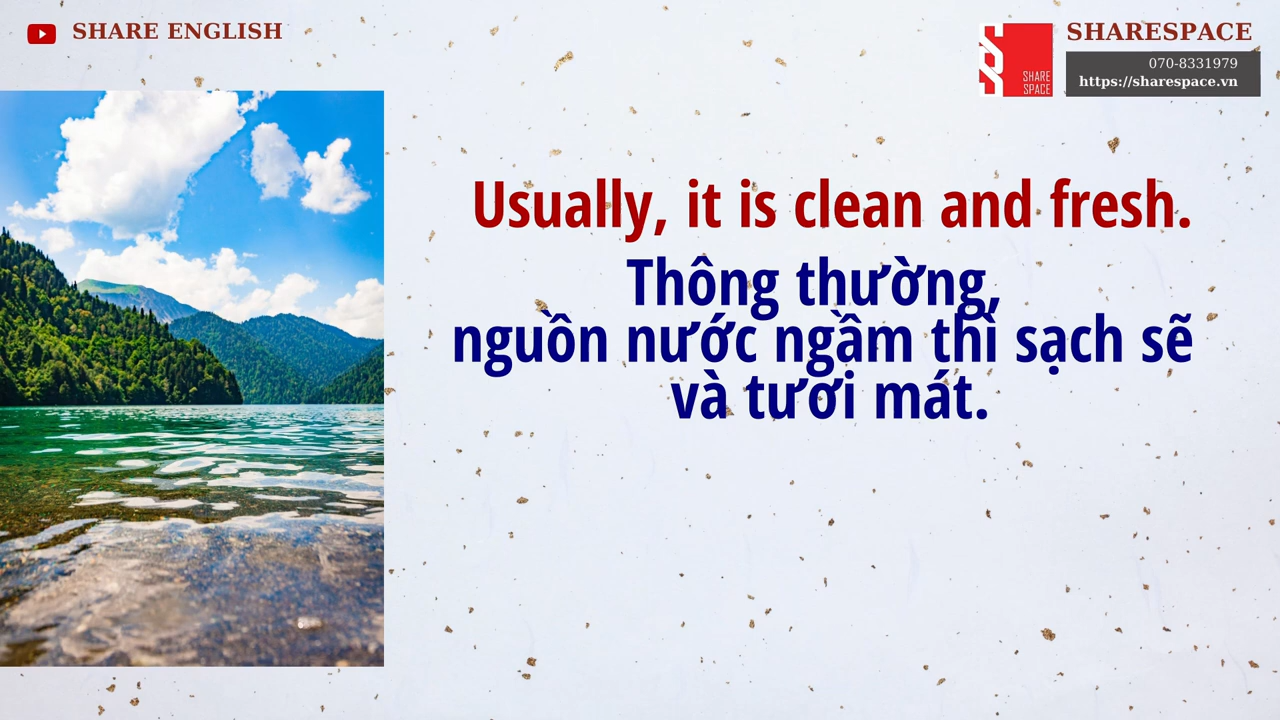 SHARE ENGLISH
SHARE
SPACE
SHARESPACE
070-8331979
https://sharespace.vn
Usually, it is clean and fresh.
Thông thường,
nguồn nước ngầm thì sạch sẽ
và tươi mát.